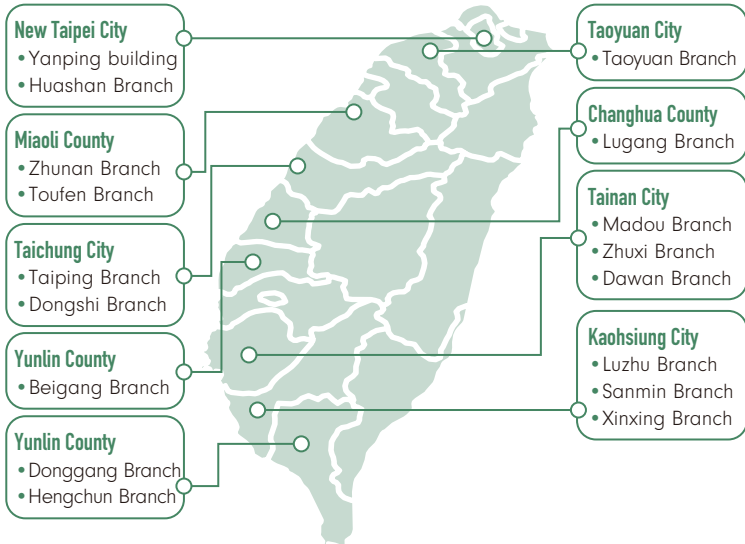 New Taipei City
• Yanping building
• Huashan Branch
Miaoli County
• Zhunan Branch
• Toufen Branch
Taichung City
• Taiping Branch
• Dongshi Branch
Yunlin County
• Beigang Branch
Yunlin County
• Donggang Branch
• Hengchun Branch
Taoyuan City
• Taoyuan Branch
Changhua County
• Lugang Branch
Tainan City
• Madou Branch
• Zhuxi Branch
• Dawan Branch
Kaohsiung City
• Luzhu Branch
• Sanmin Branch
• Xinxing Branch